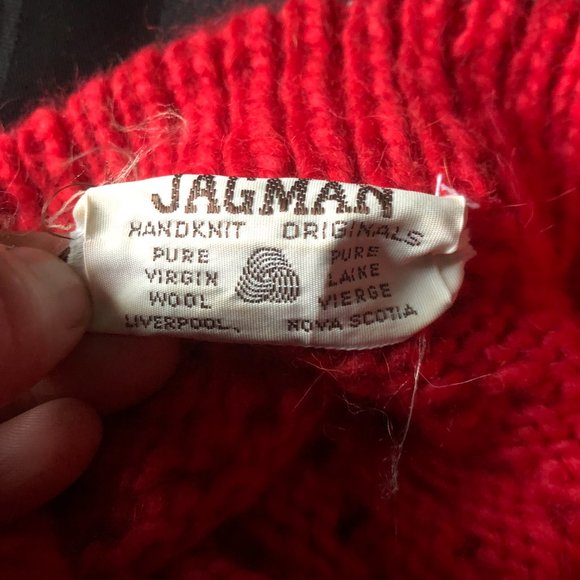 JAGMAN
HANDKNIT ORIGINALS
PURE PURE
VIRGIN LAINE
WOOL VIERGE
LIVERPOOL, NOVA SCOTIA